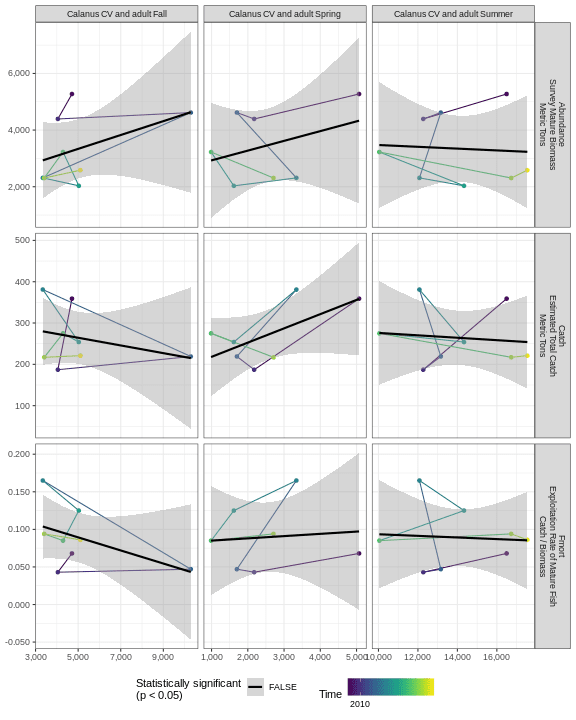 Calanus CV and adult Fall
Calanus CV and adult Spring
Calanus CV and adult Summer
6,000
4,000
2,000
Abundance
Survey Mature Biomass
Metric Tons
500
400
300
200
100
Catch
Estimated Total Catch
Metric Tons
0.200
0.150
0.100
0.050
0.000
-0.050
Fmort
Exploitation Rate of Mature Fish
Catch / Biomass
3,000 5,000 7,000 9,000
1,000 2,000 3,000 4,000 5,000
10,000 12,000 14,000 16,000
Statistically significant
(p < 0.05)
FALSE
Time
2010